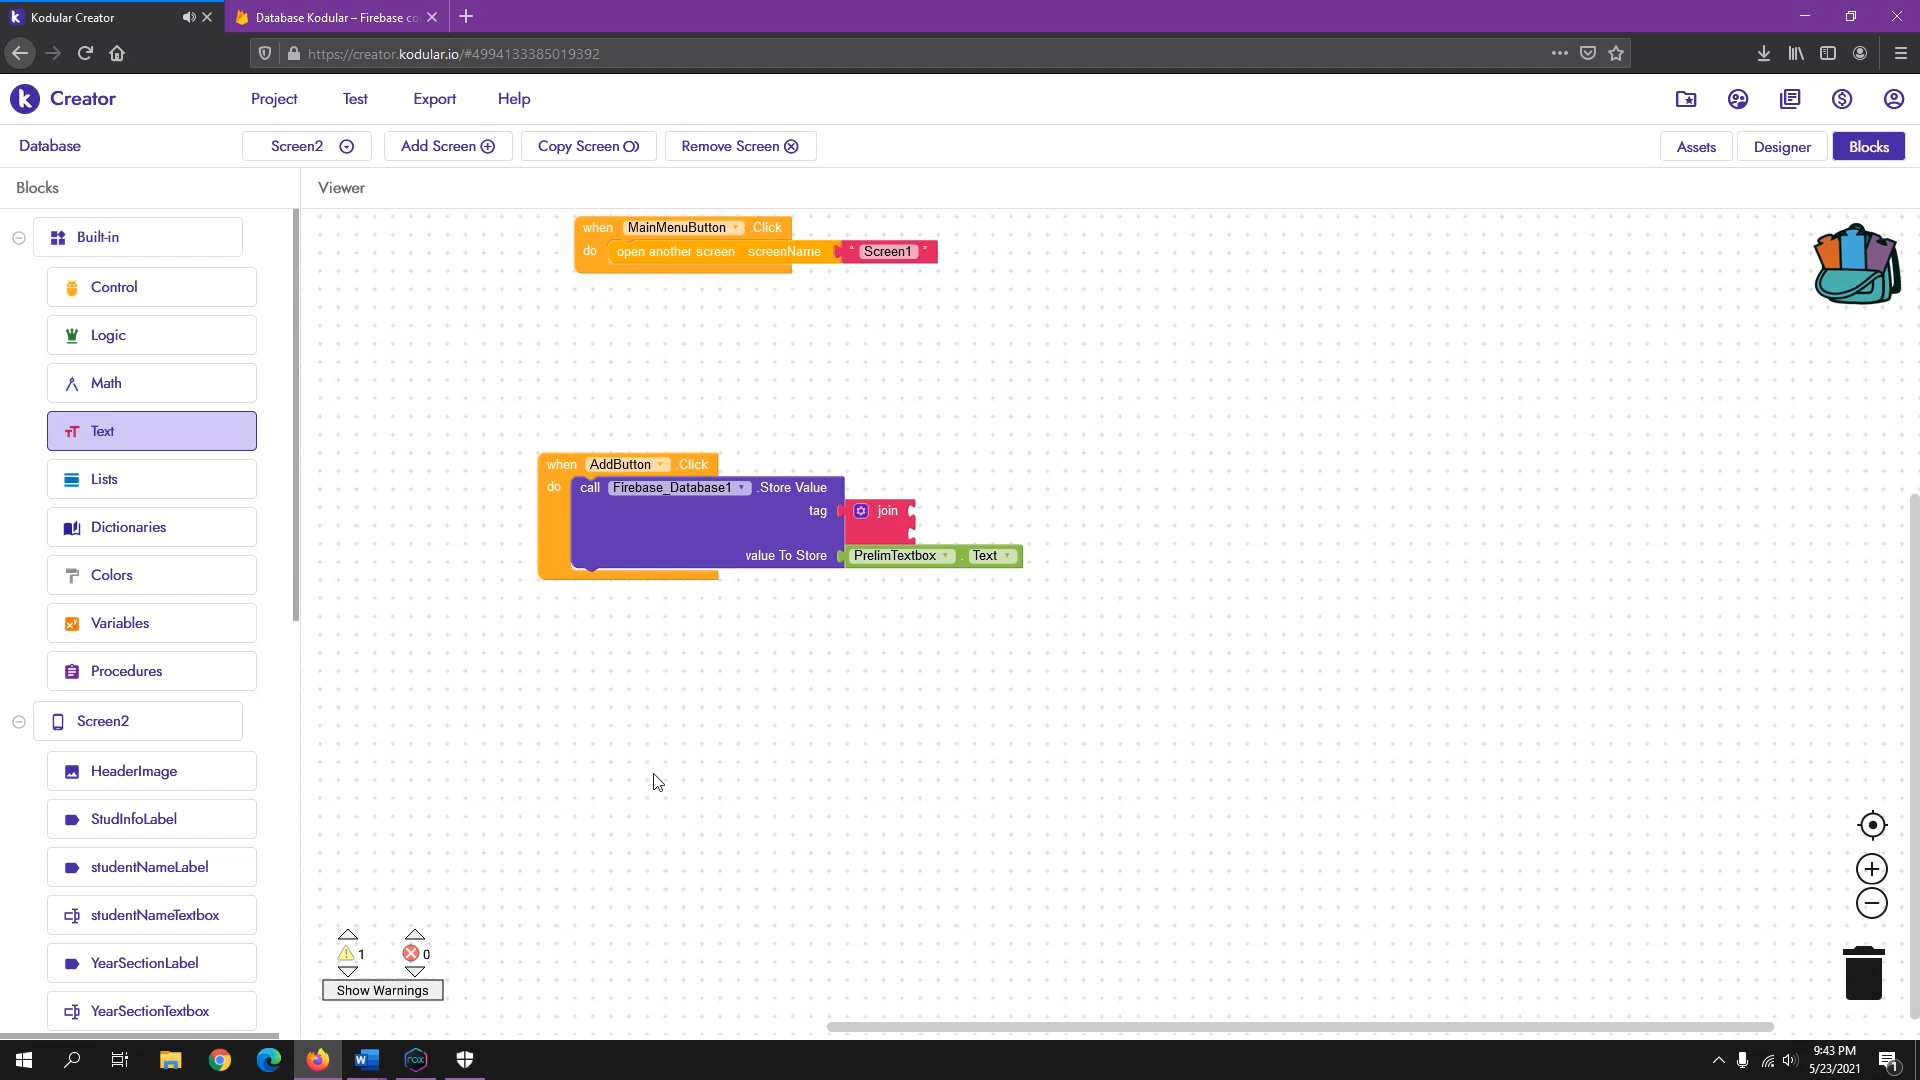 Kodular Creator
Database Kodular – Firebase co
https://creator.kodular.io/#4994133385019392
Creator
Project
Test
Export
Help
Database
Screen2
Add Screen
Copy Screen
Remove Screen
Assets
Designer
Blocks
Blocks
Viewer
Built-in
Control
Logic
Math
Text
Lists
Dictionaries
Colors
Variables
Procedures
Screen2
HeaderImage
StudInfoLabel
studentNameLabel
studentNameTextbox
YearSectionLabel
YearSectionTextbox
when MainMenuButton .Click
do open another screen screenName “ Screen1 ”
when AddButton .Click
do call Firebase_Database1 .Store Value
tag join
value To Store PrelimTextbox . Text
1
0
Show Warnings
9:43 PM
5/23/2021
1